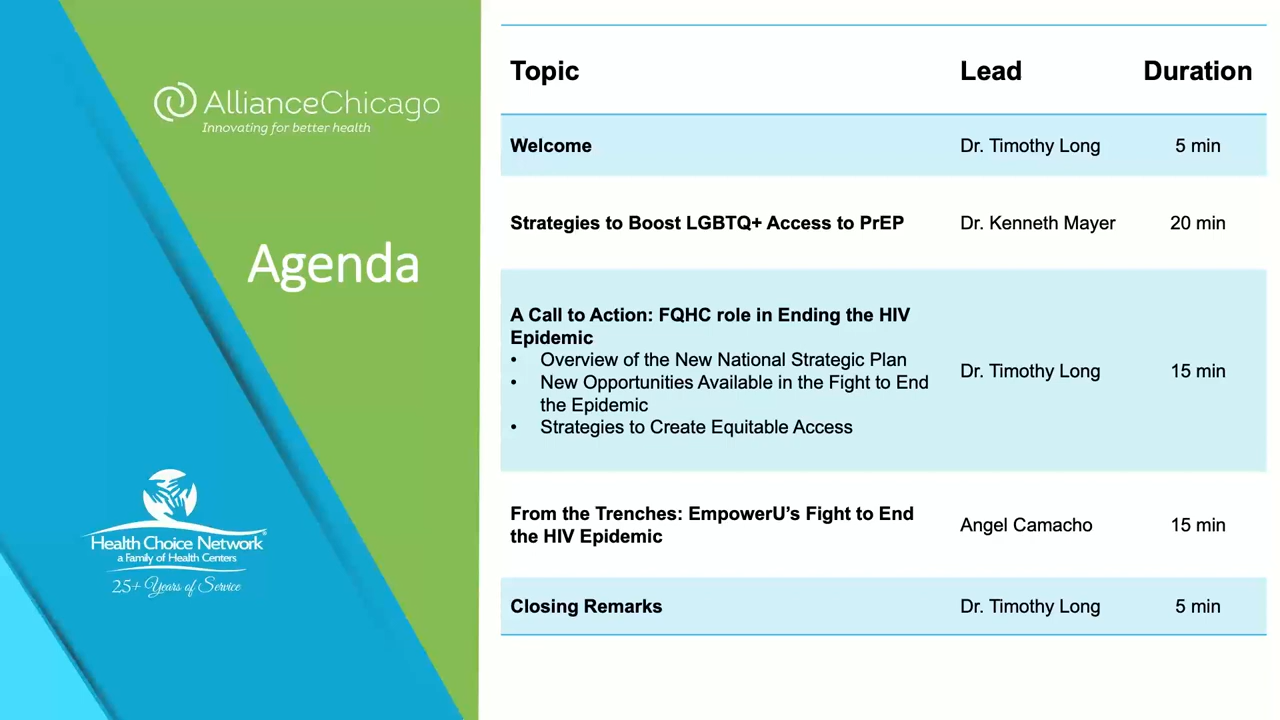 AllianceChicago
Innovating for better health
Agenda
Health Choice Network®
a Family of Health Centers
25+ Years of Service
Topic Lead Duration
Welcome Dr. Timothy Long 5 min
Strategies to Boost LGBTQ+ Access to PrEP Dr. Kenneth Mayer 20 min
A Call to Action: FQHC role in Ending the HIV
Epidemic
• Overview of the New National Strategic Plan
• New Opportunities Available in the Fight to End
the Epidemic
• Strategies to Create Equitable Access
Dr. Timothy Long 15 min
From the Trenches: EmpowerU’s Fight to End
the HIV Epidemic
Angel Camacho 15 min
Closing Remarks Dr. Timothy Long 5 min